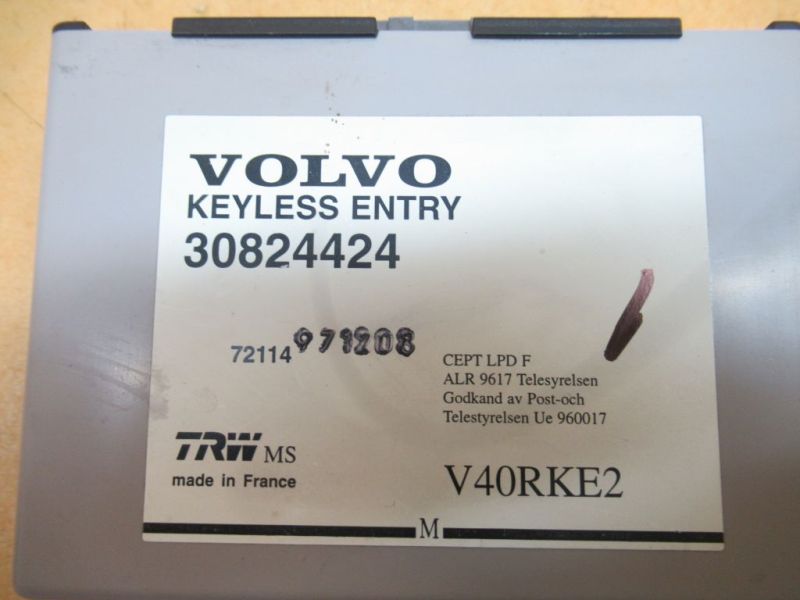 VOLVO
KEYLESS ENTRY
30824424
72114 971208
CEPT LPD F
ALR 9617 Telesyrelsen
Godkand av Post-och
Telestyrelsen Ue 960017
TRW MS
made in France
V40RKE2
M